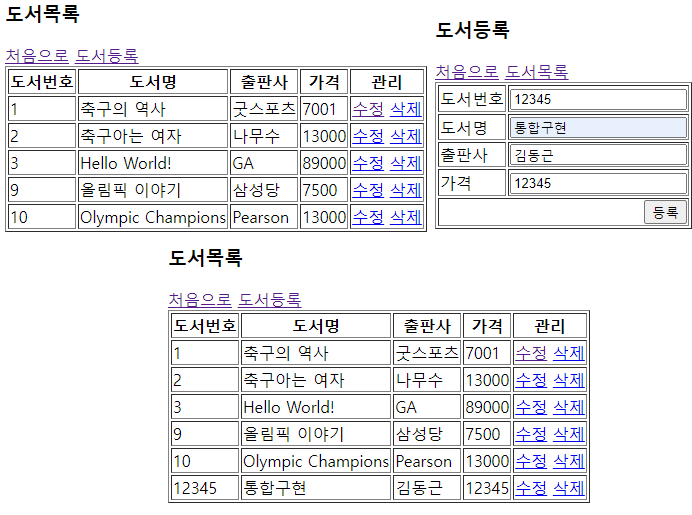 도서목록
처음으로 도서등록
도서번호 도서명 출판사 가격 관리
1 축구의 역사 굿스포츠 7001 수정 삭제
2 축구아는 여자 나무수 13000 수정 삭제
3 Hello World! GA 89000 수정 삭제
9 올림픽 이야기 삼성당 7500 수정 삭제
10 Olympic Champions Pearson 13000 수정 삭제
도서등록
처음으로 도서목록
도서번호 12345
도서명 통합구현
출판사 김동근
가격 12345
등록
도서목록
처음으로 도서등록
도서번호 도서명 출판사 가격 관리
1 축구의 역사 굿스포츠 7001 수정 삭제
2 축구아는 여자 나무수 13000 수정 삭제
3 Hello World! GA 89000 수정 삭제
9 올림픽 이야기 삼성당 7500 수정 삭제
10 Olympic Champions Pearson 13000 수정 삭제
12345 통합구현 김동근 12345 수정 삭제